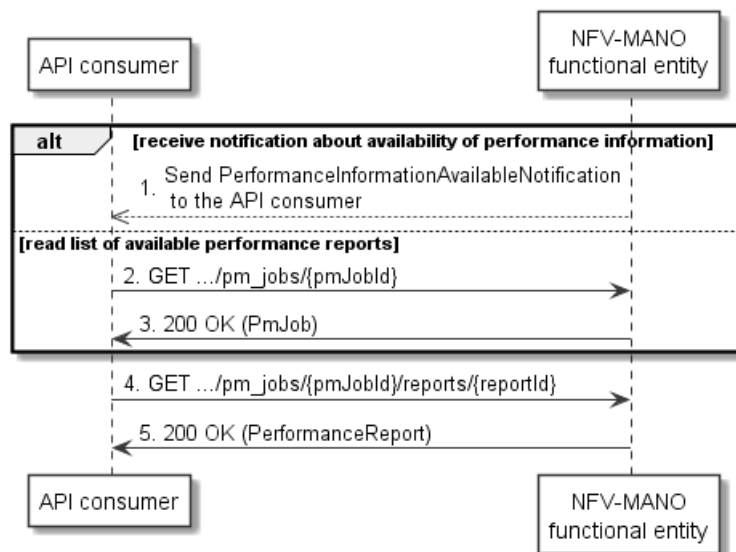 API consumer
NFV-MANO
functional entity
alt
[receive notification about availability of performance information]
1. Send PerformanceInformationAvailableNotification
to the API consumer
[read list of available performance reports]
2. GET .../pm_jobs/{pmJobId}
3. 200 OK (PmJob)
4. GET .../pm_jobs/{pmJobId}/reports/{reportId}
5. 200 OK (PerformanceReport)
API consumer
NFV-MANO
functional entity